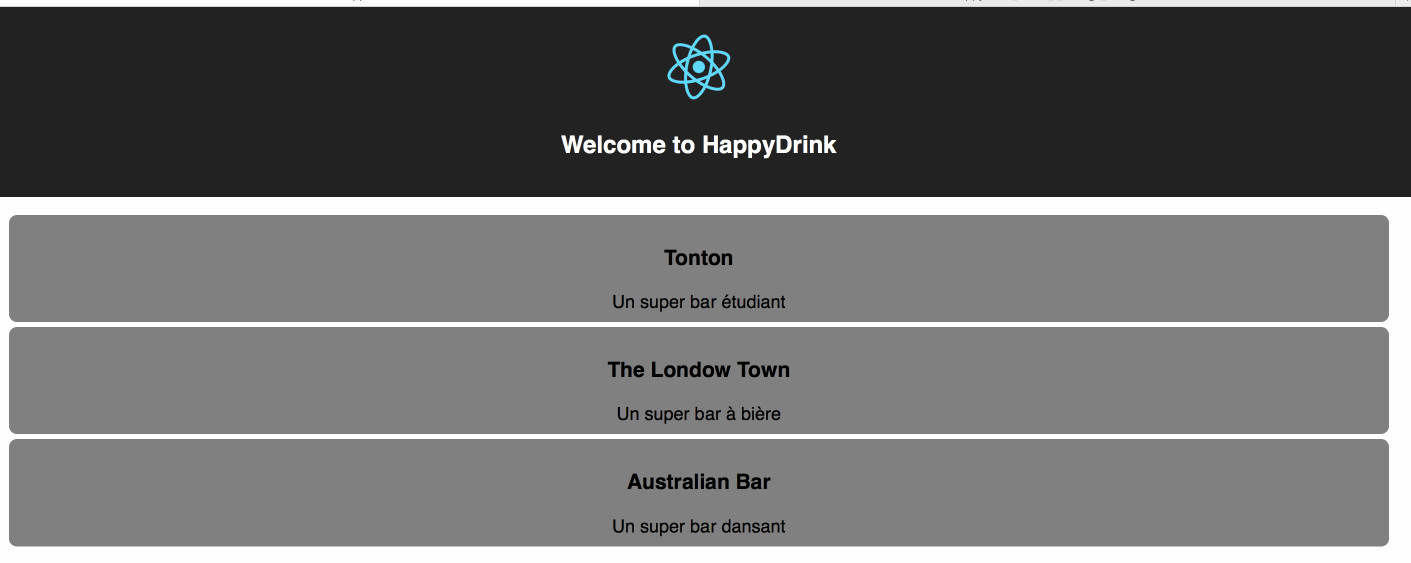 Welcome to HappyDrink
Tonton
Un super bar étudiant
The Londow Town
Un super bar à bière
Australian Bar
Un super bar dansant